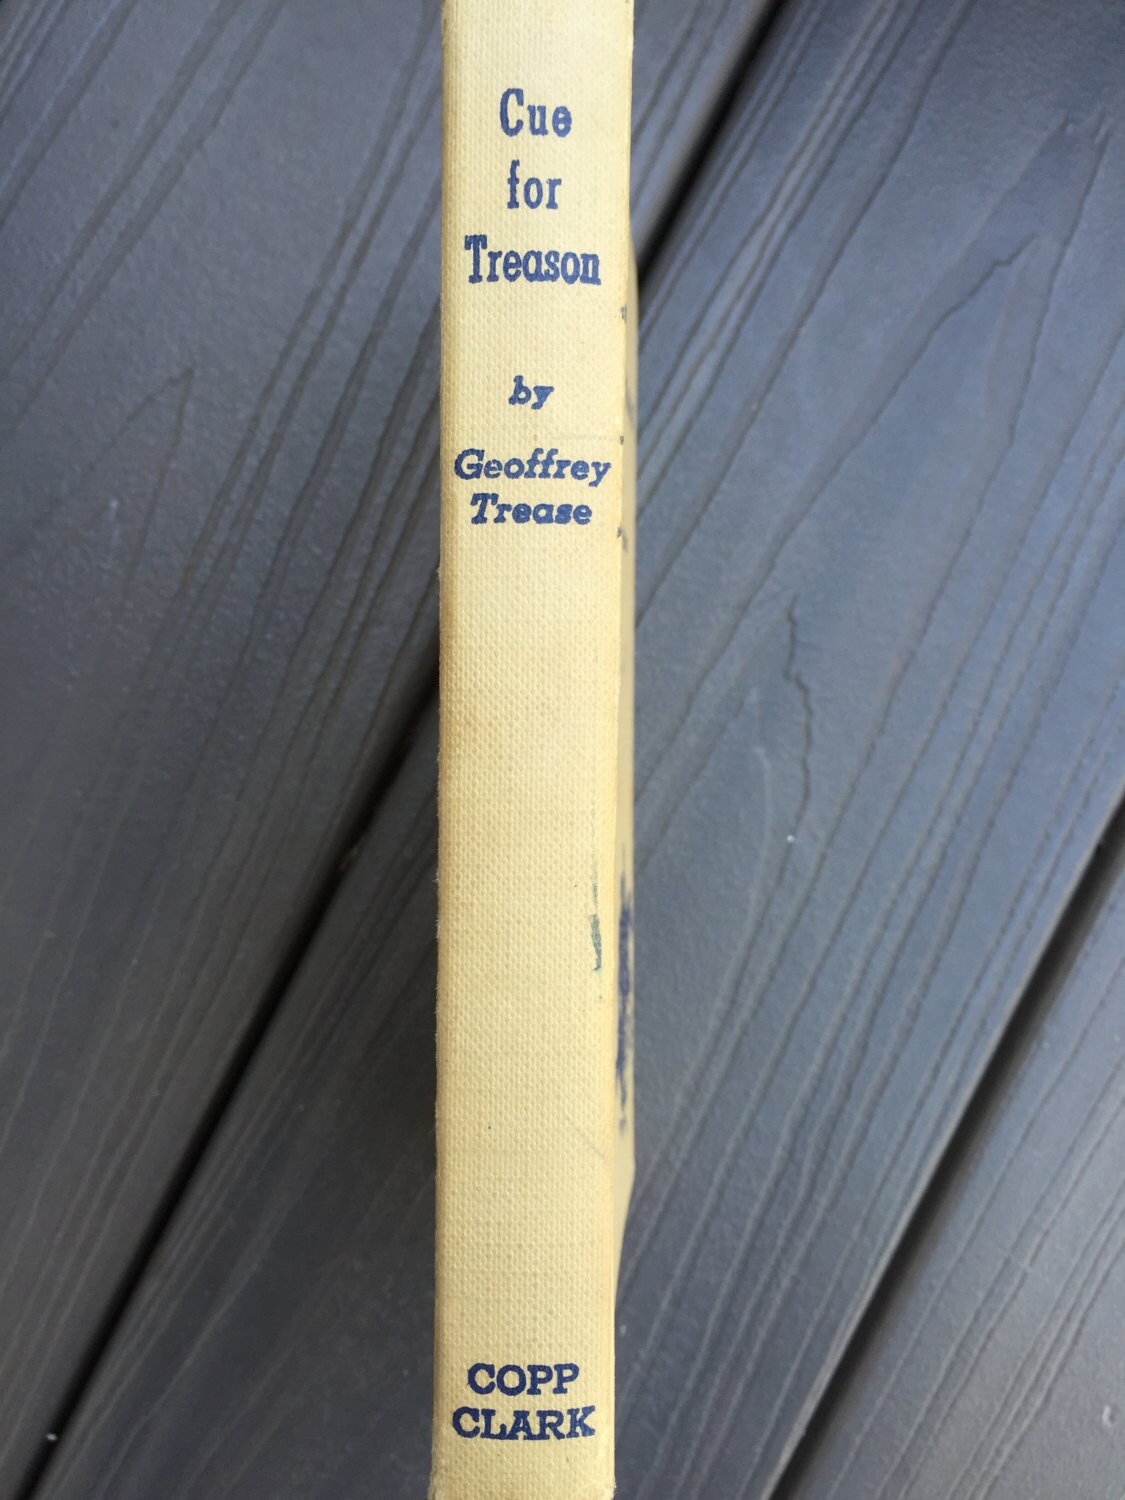 Cue
for
Treason
by
Geoffrey
Trease
COPP
CLARK